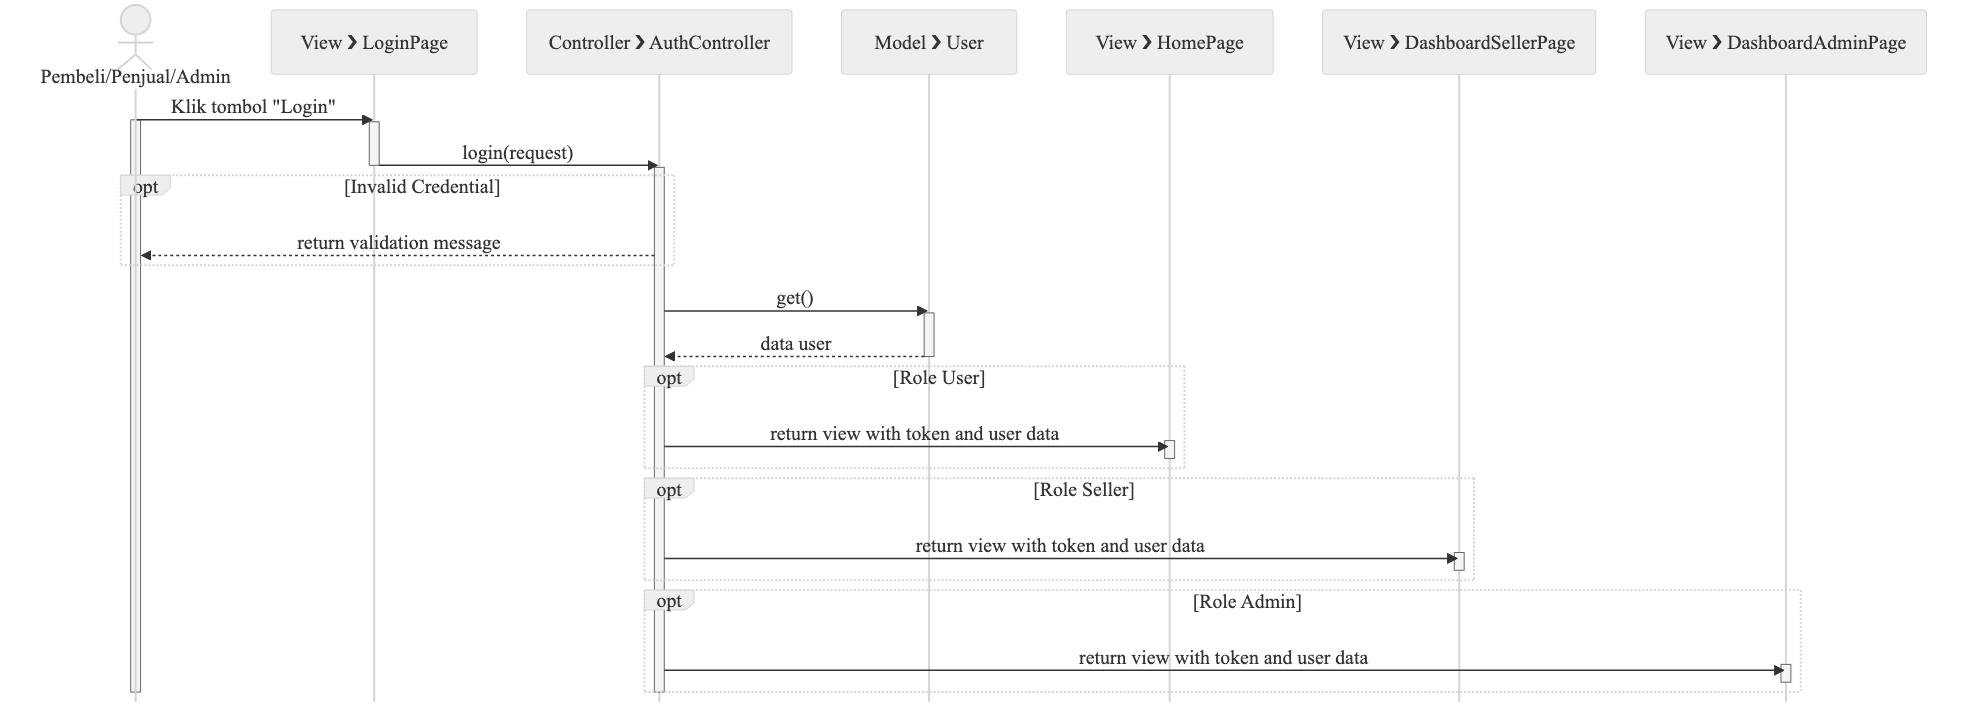 Pembeli/Penjual/Admin
View ❯ LoginPage
Controller ❯ AuthController
Model ❯ User
View ❯ HomePage
View ❯ DashboardSellerPage
View ❯ DashboardAdminPage
Klik tombol "Login"
login(request)
opt
[Invalid Credential]
return validation message
get()
data user
opt
[Role User]
return view with token and user data
opt
[Role Seller]
return view with token and user data
opt
[Role Admin]
return view with token and user data